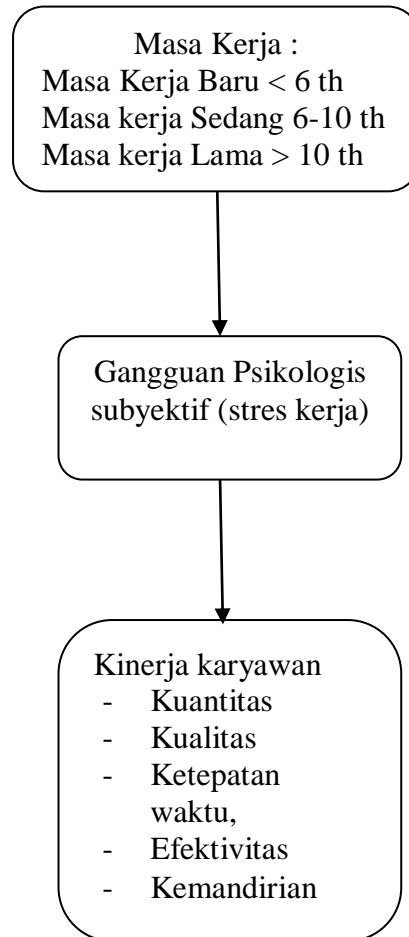 Masa Kerja :
Masa Kerja Baru < 6 th
Masa kerja Sedang 6-10 th
Masa kerja Lama > 10 th
Gangguan Psikologis
subyektif (stres kerja)
Kinerja karyawan
- Kuantitas
- Kualitas
- Ketepatan
waktu,
- Efektivitas
- Kemandirian